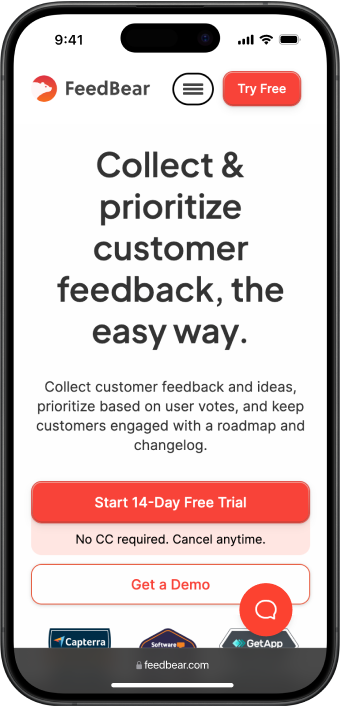 9:41
FeedBear
Try Free
Collect &
prioritize
customer
feedback, the
easy way.
Collect customer feedback and ideas,
prioritize based on user votes, and keep
customers engaged with a roadmap and
changelog.
Start 14-Day Free Trial
No CC required. Cancel anytime.
Get a Demo
Capterra
Software
GetApp
feedbear.com